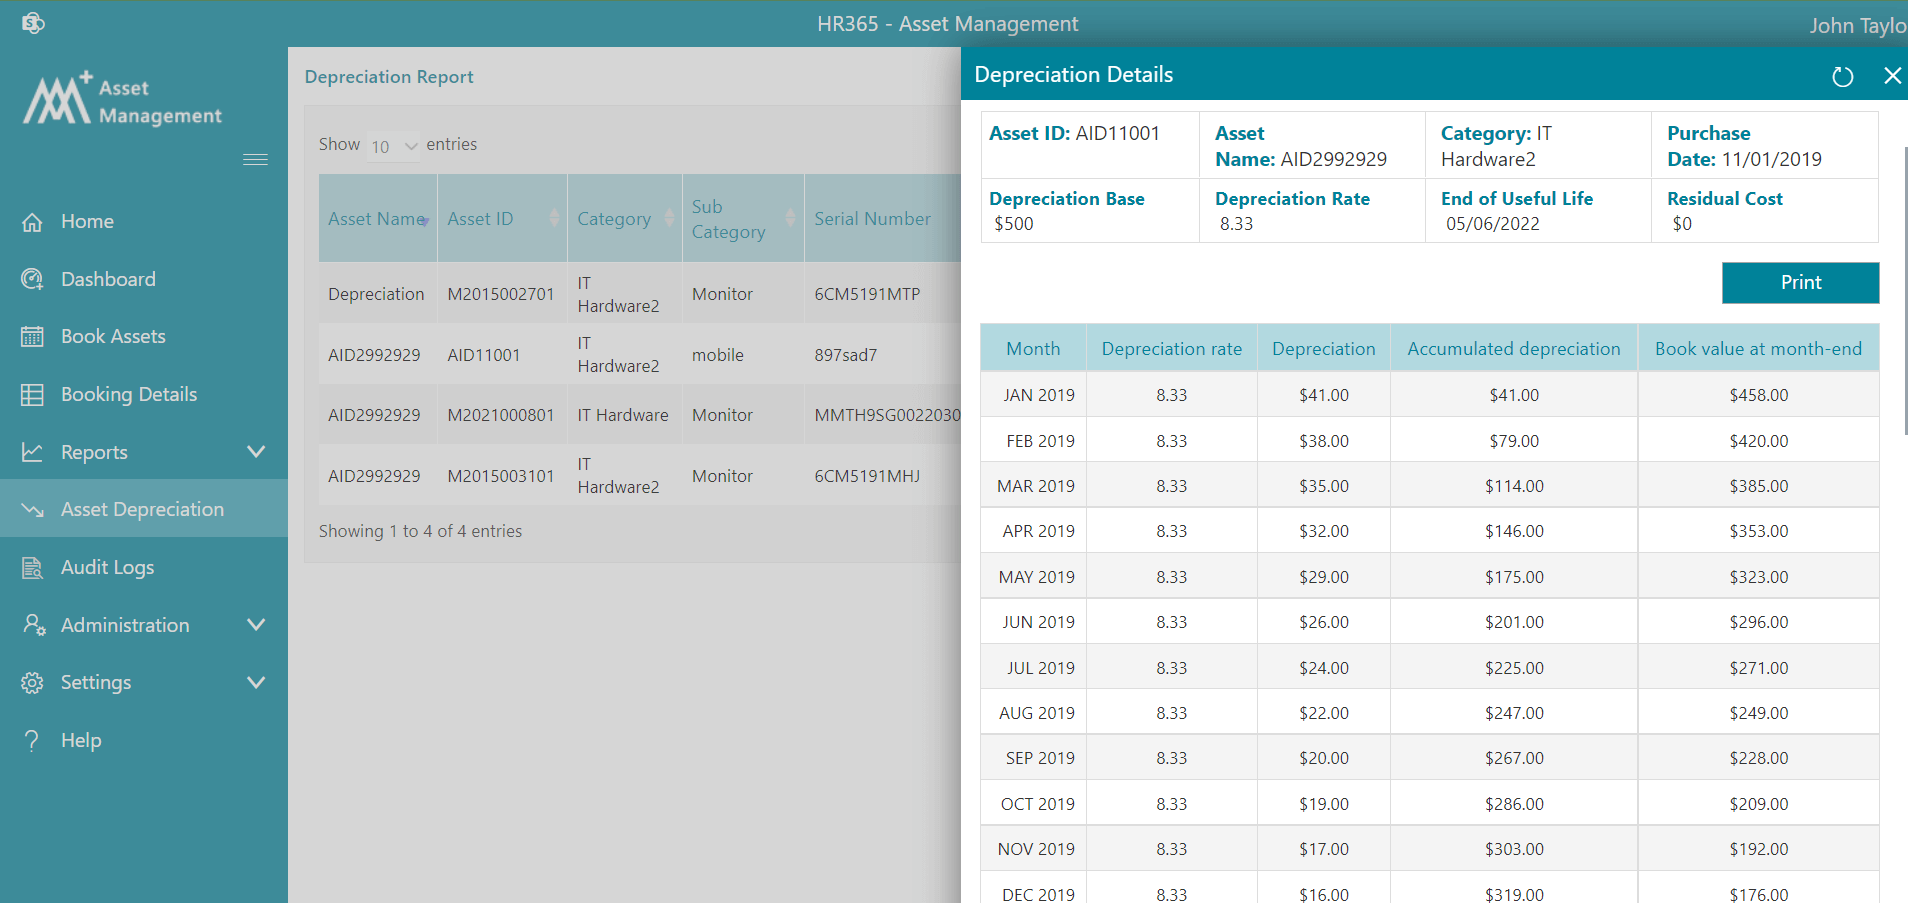 HR365 - Asset Management
John Taylo
Asset
Management
Home
Dashboard
Book Assets
Booking Details
Reports
Asset Depreciation
Audit Logs
Administration
Settings
Help
Depreciation Report
Show 10 entries
Asset Name Asset ID Category Sub Category Serial Number
Depreciation M2015002701 IT Hardware2 Monitor 6CM5191MTP
AID2992929 AID11001 IT Hardware2 mobile 897sad7
AID2992929 M2021000801 IT Hardware Monitor MMTH9SG0022030
AID2992929 M2015003101 IT Hardware2 Monitor 6CM5191MHJ
Showing 1 to 4 of 4 entries
Depreciation Details
Asset ID: AID11001
Asset
Name: AID2992929
Category: IT
Hardware2
Purchase
Date: 11/01/2019
Depreciation Base
$500
Depreciation Rate
8.33
End of Useful Life
05/06/2022
Residual Cost
$0
Print
Month Depreciation rate Depreciation Accumulated depreciation Book value at month-end
JAN 2019 8.33 $41.00 $41.00 $458.00
FEB 2019 8.33 $38.00 $79.00 $420.00
MAR 2019 8.33 $35.00 $114.00 $385.00
APR 2019 8.33 $32.00 $146.00 $353.00
MAY 2019 8.33 $29.00 $175.00 $323.00
JUN 2019 8.33 $26.00 $201.00 $296.00
JUL 2019 8.33 $24.00 $225.00 $271.00
AUG 2019 8.33 $22.00 $247.00 $249.00
SEP 2019 8.33 $20.00 $267.00 $228.00
OCT 2019 8.33 $19.00 $286.00 $209.00
NOV 2019 8.33 $17.00 $303.00 $192.00
DEC 2019 8.33 $16.00 $319.00 $176.00